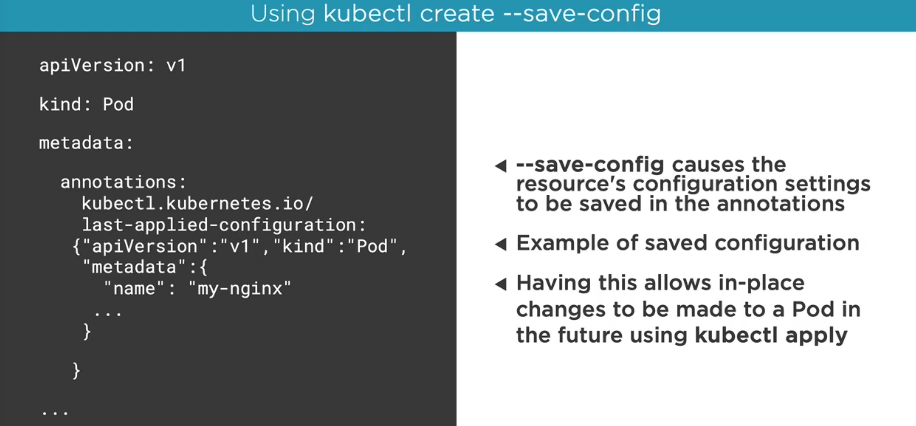 Using kubectl create --save-config
apiVersion: v1
kind: Pod
metadata:
annotations:
kubectl.kubernetes.io/
last-applied-configuration:
{"apiVersion":"v1","kind":"Pod",
"metadata":{
"name": "my-nginx"
...
}
}
...
--save-config causes the
resource's configuration settings
to be saved in the annotations
Example of saved configuration
Having this allows in-place
changes to be made to a Pod in
the future using kubectl apply